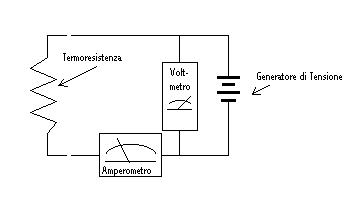 Termoresistenza
Volt-
metro
Generatore di Tensione
Amperometro